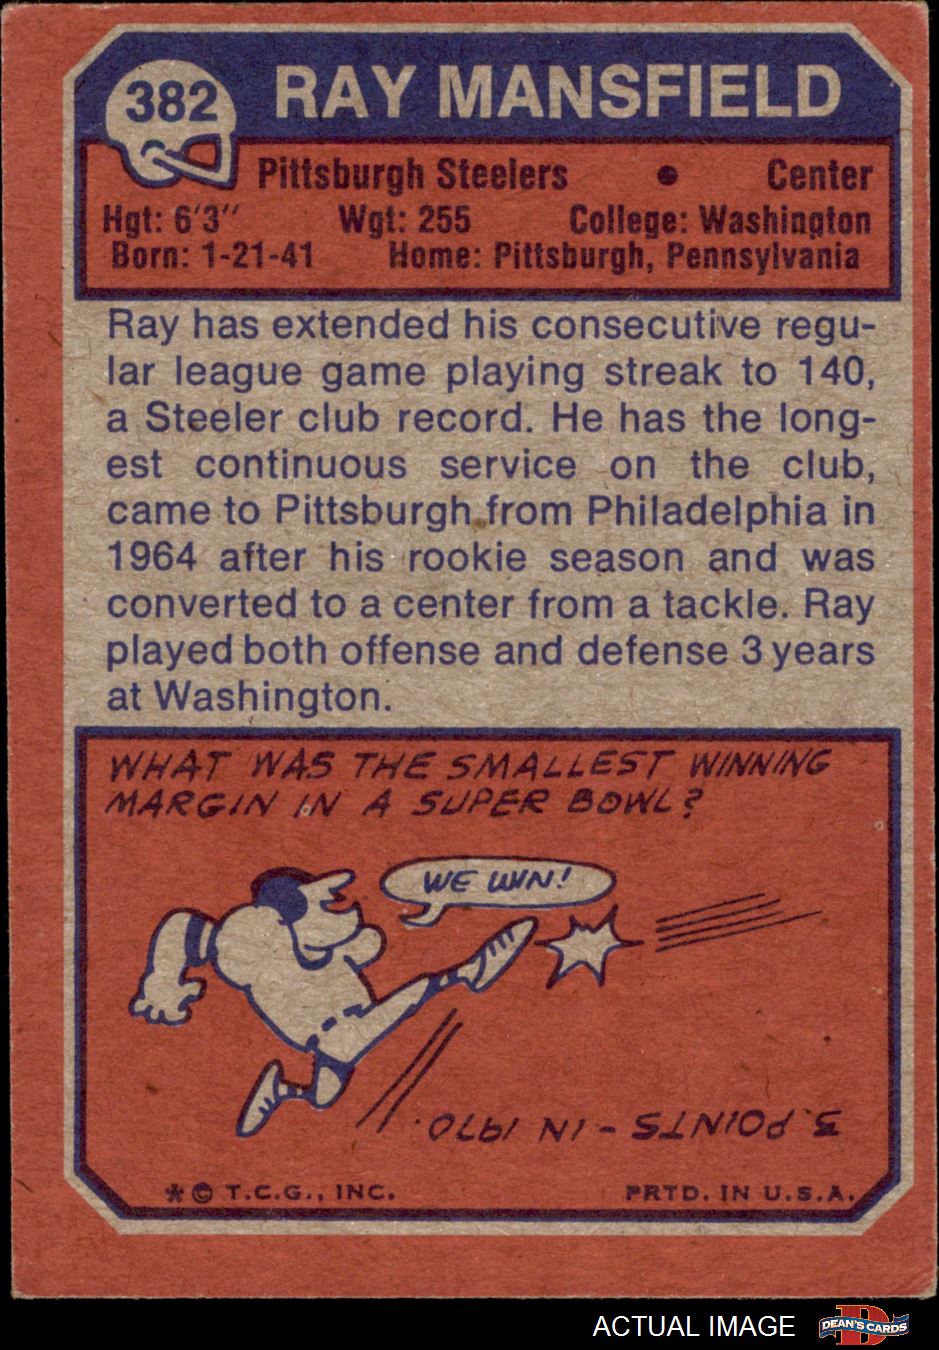 382 RAY MANSFIELD
Pittsburgh Steelers • Center
Hgt: 6'3" Wgt: 255 College: Washington
Born: 1-21-41 Home: Pittsburgh, Pennsylvania
Ray has extended his consecutive regu-
lar league game playing streak to 140,
a Steeler club record. He has the long-
est continuous service on the club,
came to Pittsburgh from Philadelphia in
1964 after his rookie season and was
converted to a center from a tackle. Ray
played both offense and defense 3 years
at Washington.
WHAT WAS THE SMALLEST WINNING
MARGIN IN A SUPER BOWL?
WE WIN!
3 POINTS - IN 1970.
* © T.C.G., INC. PRTD. IN U.S.A.
ACTUAL IMAGE D DEAN'S CARDS